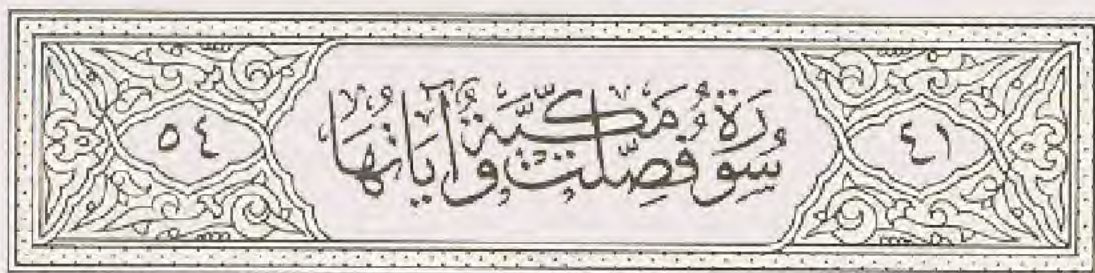 ٤١
سُورَةُ فُصِّلَتْ مَكِّيَّةٌ وَآيَاتُهَا
٥٤